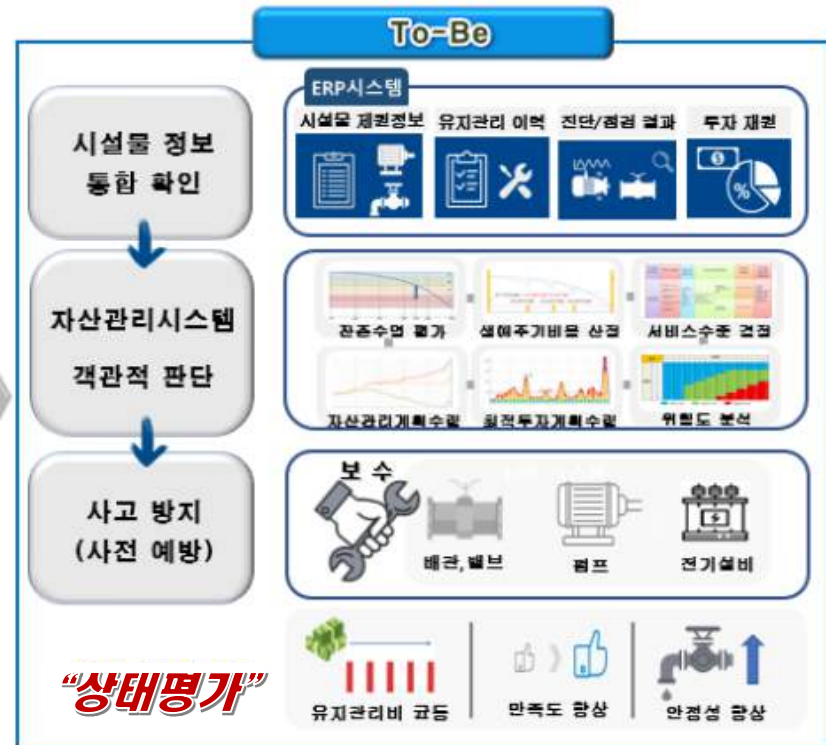 To-Be
시설물 정보
통합 확인
ERP시스템
시설물 제원정보
유지관리 이력
진단/점검 결과
투자 재원
$
%
자산관리시스템
객관적 판단
잔존수명 평가
생애주기비용 산정
서비스수준 결정
자산관리계획수립
최적투자계획수립
위험도 분석
사고 방지
(사전 예방)
보 수
배관,밸브
펌프
전기설비
“상태평가”
유지관리비 균등
만족도 향상
안정성 향상